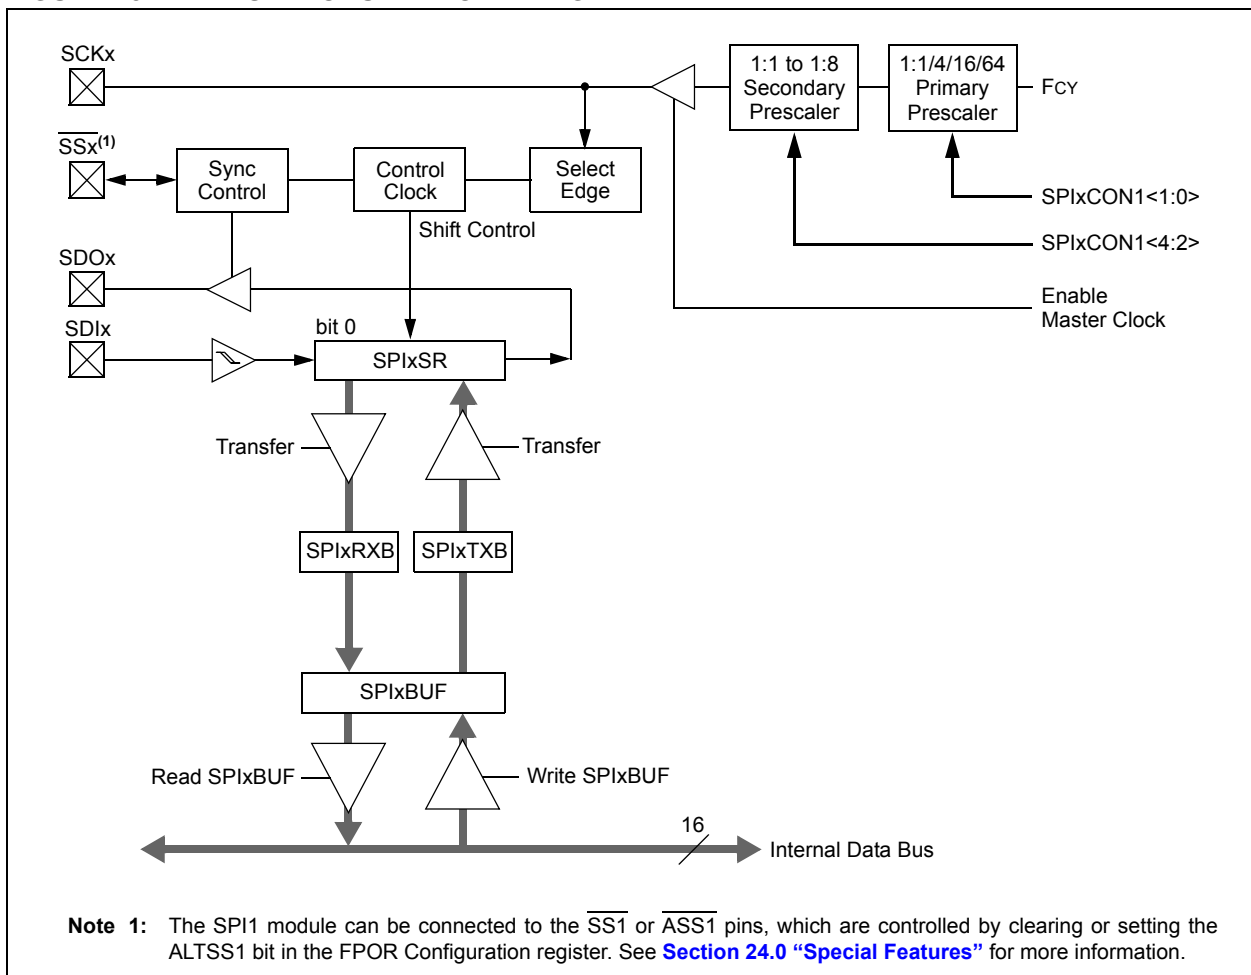 SCKx
1:1 to 1:8
Secondary
Prescaler
1:1/4/16/64
Primary
Prescaler
FCY
SSx(1)
Sync
Control
Control
Clock
Select
Edge
SPIxCON1<1:0>
Shift Control
SPIxCON1<4:2>
SDOx
Enable
Master Clock
SDIx
bit 0
SPIxSR
Transfer
Transfer
SPIxRXB
SPIxTXB
SPIxBUF
Read SPIxBUF
Write SPIxBUF
16
Internal Data Bus
Note 1: The SPI1 module can be connected to the SS1 or ASS1 pins, which are controlled by clearing or setting the
ALTSS1 bit in the FPOR Configuration register. See Section 24.0 “Special Features” for more information.